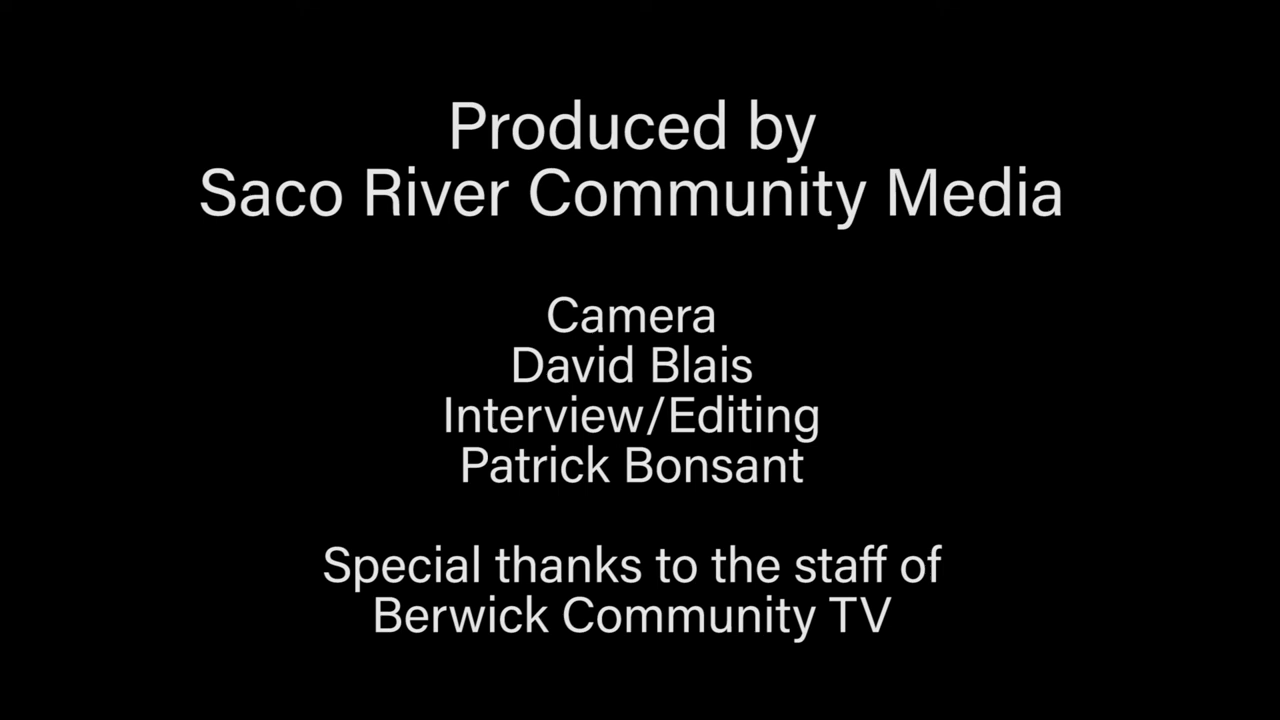 Produced by
Saco River Community Media
Camera
David Blais
Interview/Editing
Patrick Bonsant
Special thanks to the staff of
Berwick Community TV